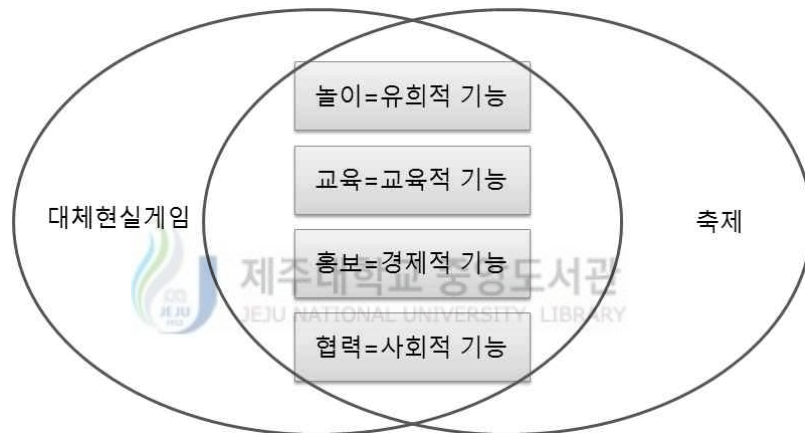 놀이=유희적 기능
교육=교육적 기능
대체현실게임
축제
홍보=경제적 기능
제주대학교 중앙도서관
JEJU NATIONAL UNIVERSITY LIBRARY
JEJU
1952
협력=사회적 기능